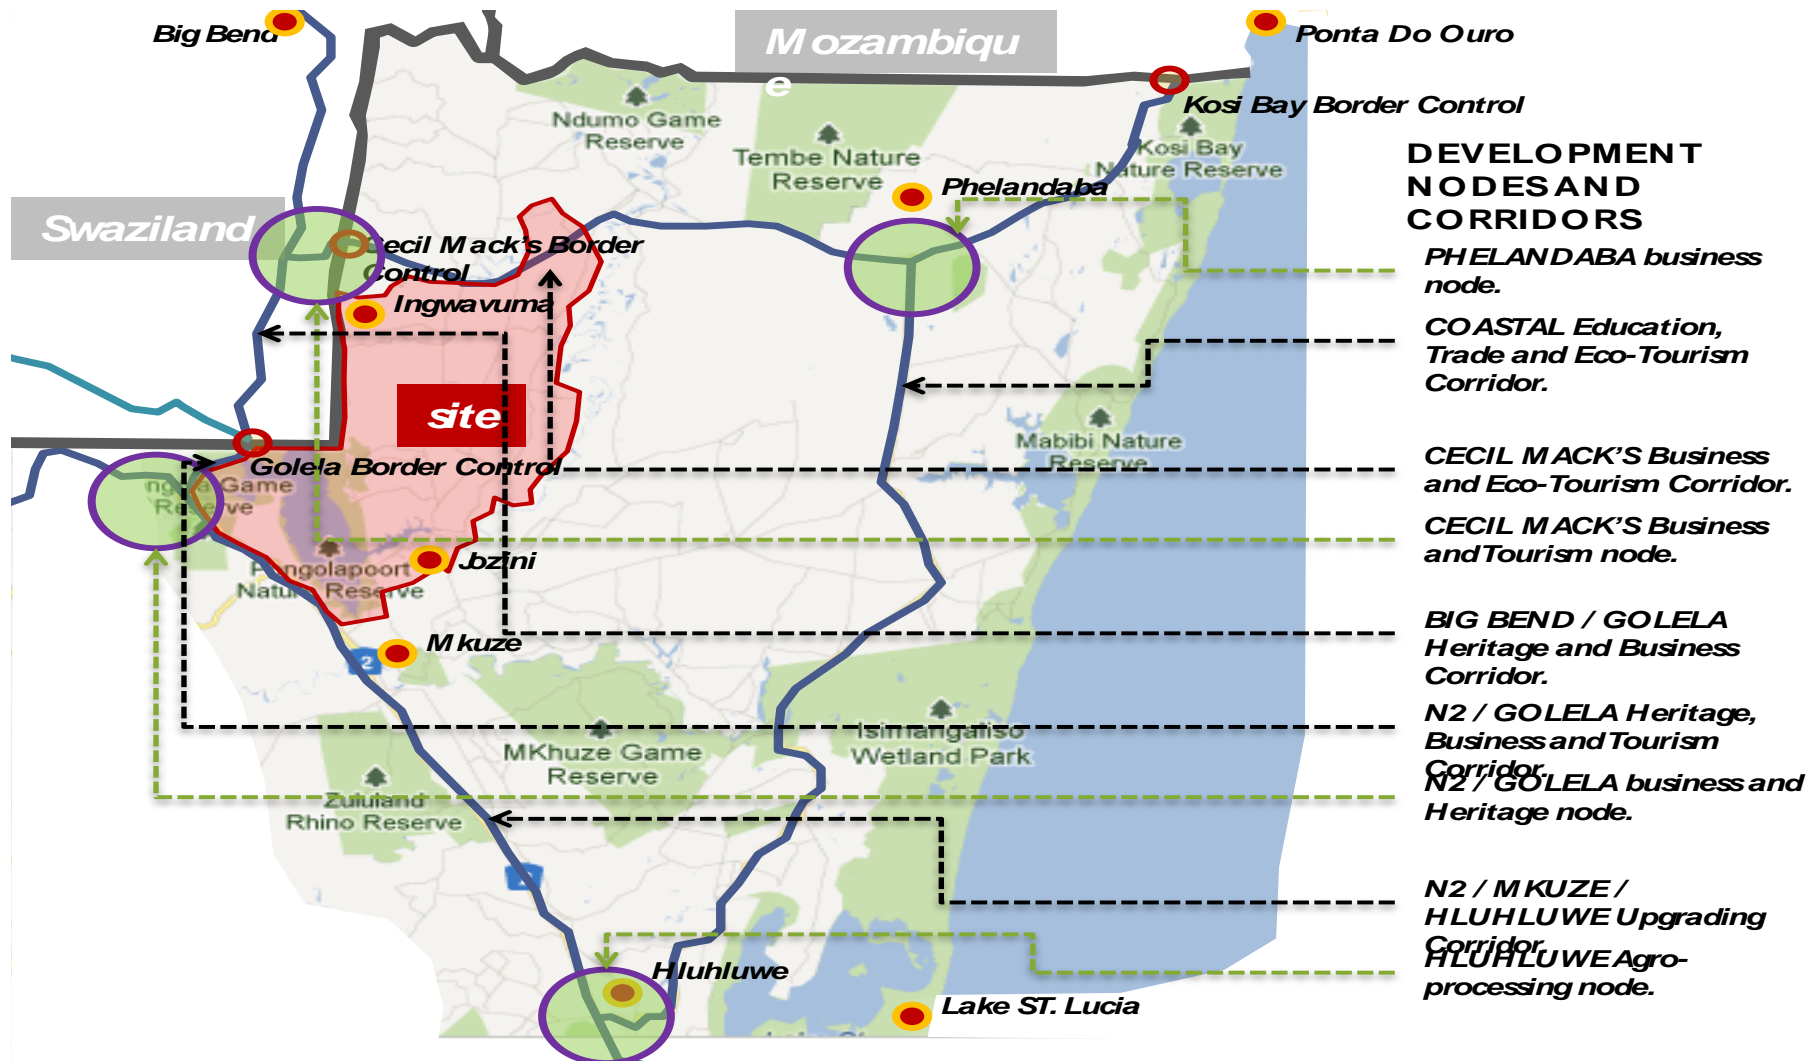 Big Bend
Mozambiqu
e
Ponta Do Ouro
Kosi Bay Border Control
Ndumo Game
Reserve
Tembe Nature
Reserve
Kosi Bay
Nature Reserve
Phelandaba
Swaziland
Cecil Mack's Border
Control
Ingwavuma
site
Golela Border Control
Game
Reserve
Mabibi Nature
Reserve
Jozini
Pongolapoort
Nature Reserve
Mkuze
2
MKhuze Game
Reserve
Isimangaliso
Wetland Park
Zululand
Rhino Reserve
2
Hluhluwe
Lake ST. Lucia
DEVELOPMENT
NODES AND
CORRIDORS
PHELANDABA business
node.
COASTAL Education,
Trade and Eco-Tourism
Corridor.
CECIL MACK'S Business
and Eco-Tourism Corridor.
CECIL MACK'S Business
and Tourism node.
BIG BEND / GOLELA
Heritage and Business
Corridor.
N2 / GOLELA Heritage,
Business and Tourism
Corridor.
N2 / GOLELA business and
Heritage node.
N2 / MKUZE /
HLUHLUWE Upgrading
Corridor
HLUHLUWE Agro-
processing node.